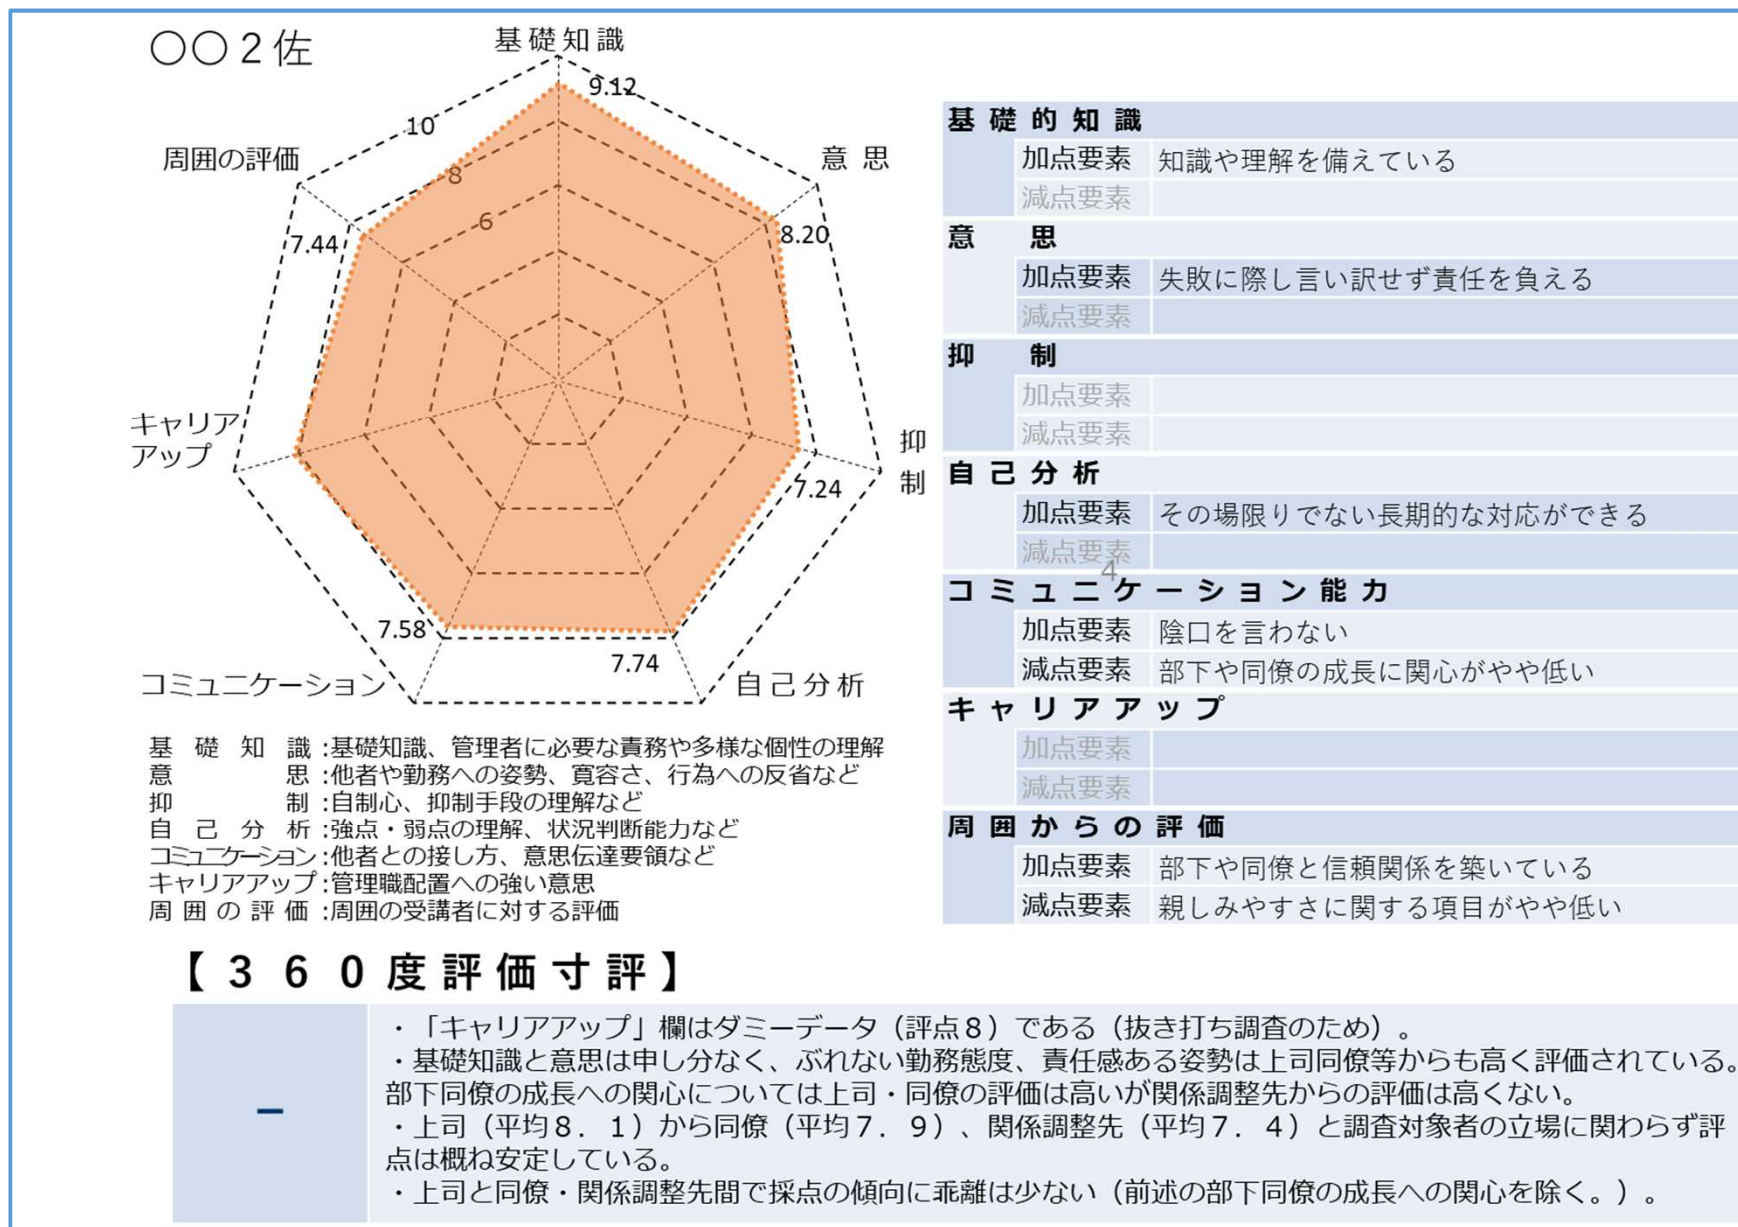 〇〇２佐
基礎知識
9.12
10
周囲の評価
意 思
8
6
7.44
8.20
キャリア
アップ
抑
制
7.24
7.58
7.74
コミュニケーション
自己分析
基礎知識:基礎知識、管理者に必要な責務や多様な個性の理解
意思:他者や勤務への姿勢、寛容さ、行為への反省など
抑制:自制心、抑制手段の理解など
自己分析:強点・弱点の理解、状況判断能力など
コミュニケーション:他者との接し方、意思伝達要領など
キャリアアップ:管理職配置への強い意思
周囲の評価:周囲の受講者に対する評価
基礎的知識
加点要素 知識や理解を備えている
減点要素
意 思
加点要素 失敗に際し言い訳せず責任を負える
減点要素
抑 制
加点要素
減点要素
自己分析
加点要素 その場限りでない長期的な対応ができる
減点要素
4
コミュニケーション能力
加点要素 陰口を言わない
減点要素 部下や同僚の成長に関心がやや低い
キャリアアップ
加点要素
減点要素
周囲からの評価
加点要素 部下や同僚と信頼関係を築いている
減点要素 親しみやすさに関する項目がやや低い
【３６０度評価寸評】
－
・「キャリアアップ」欄はダミーデータ（評点８）である（抜き打ち調査のため）。
・基礎知識と意思は申し分なく、ぶれない勤務態度、責任感ある姿勢は上司同僚等からも高く評価されている。
部下同僚の成長への関心については上司・同僚の評価は高いが関係調整先からの評価は高くない。
・上司（平均８．１）から同僚（平均７．９）、関係調整先（平均７．４）と調査対象者の立場に関わらず評
点は概ね安定している。
・上司と同僚・関係調整先間で採点の傾向に乖離は少ない（前述の部下同僚の成長への関心を除く。）。